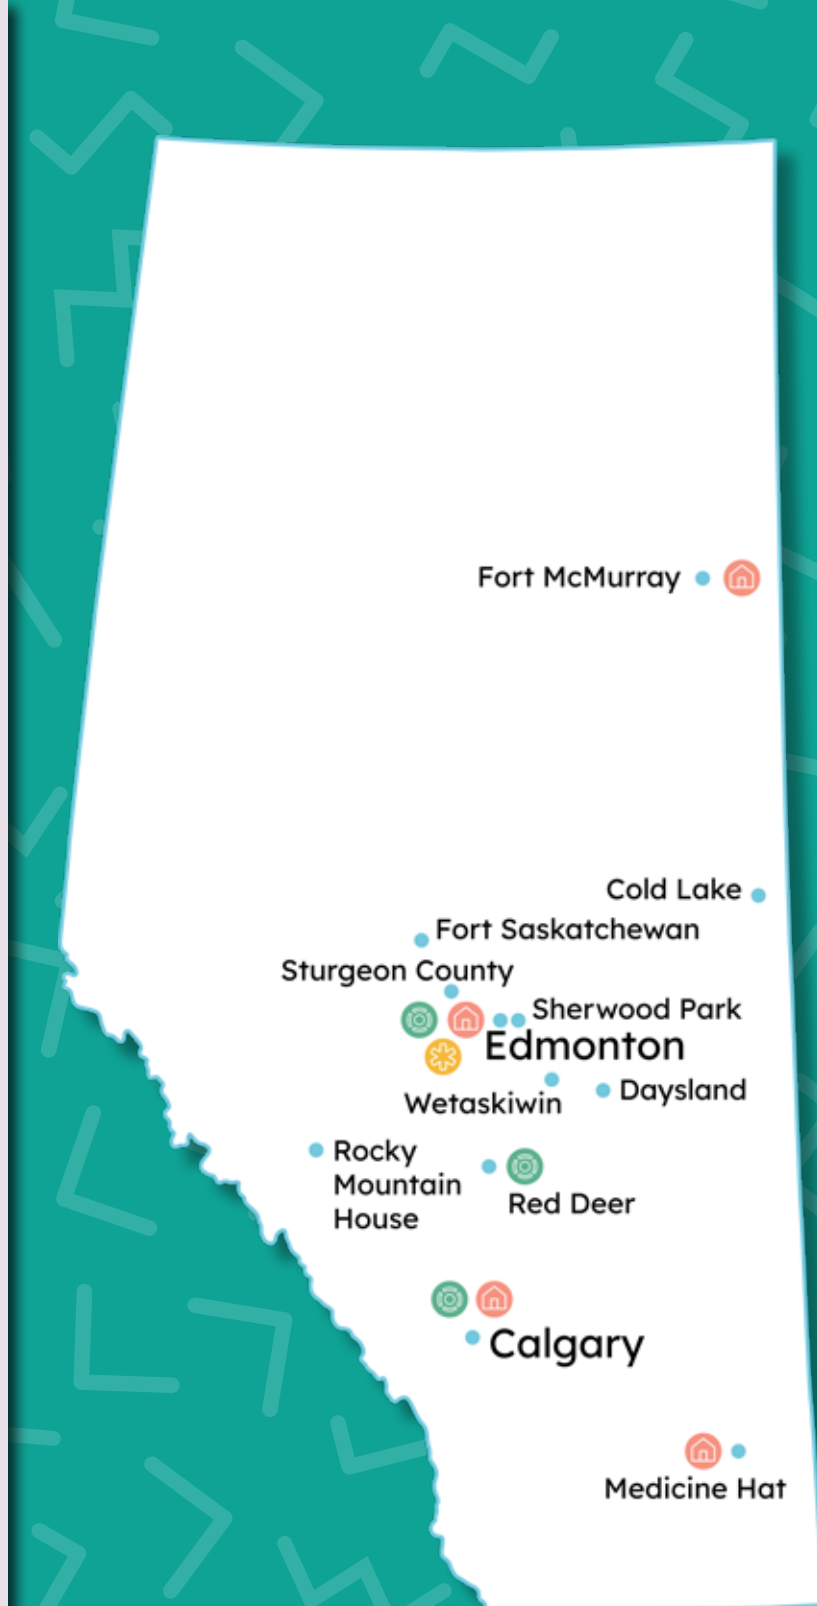 Fort McMurray
Cold Lake
Fort Saskatchewan
Sturgeon County
Sherwood Park
Edmonton
Wetaskiwin
Daysland
Rocky
Mountain
House
Red Deer
Calgary
Medicine Hat